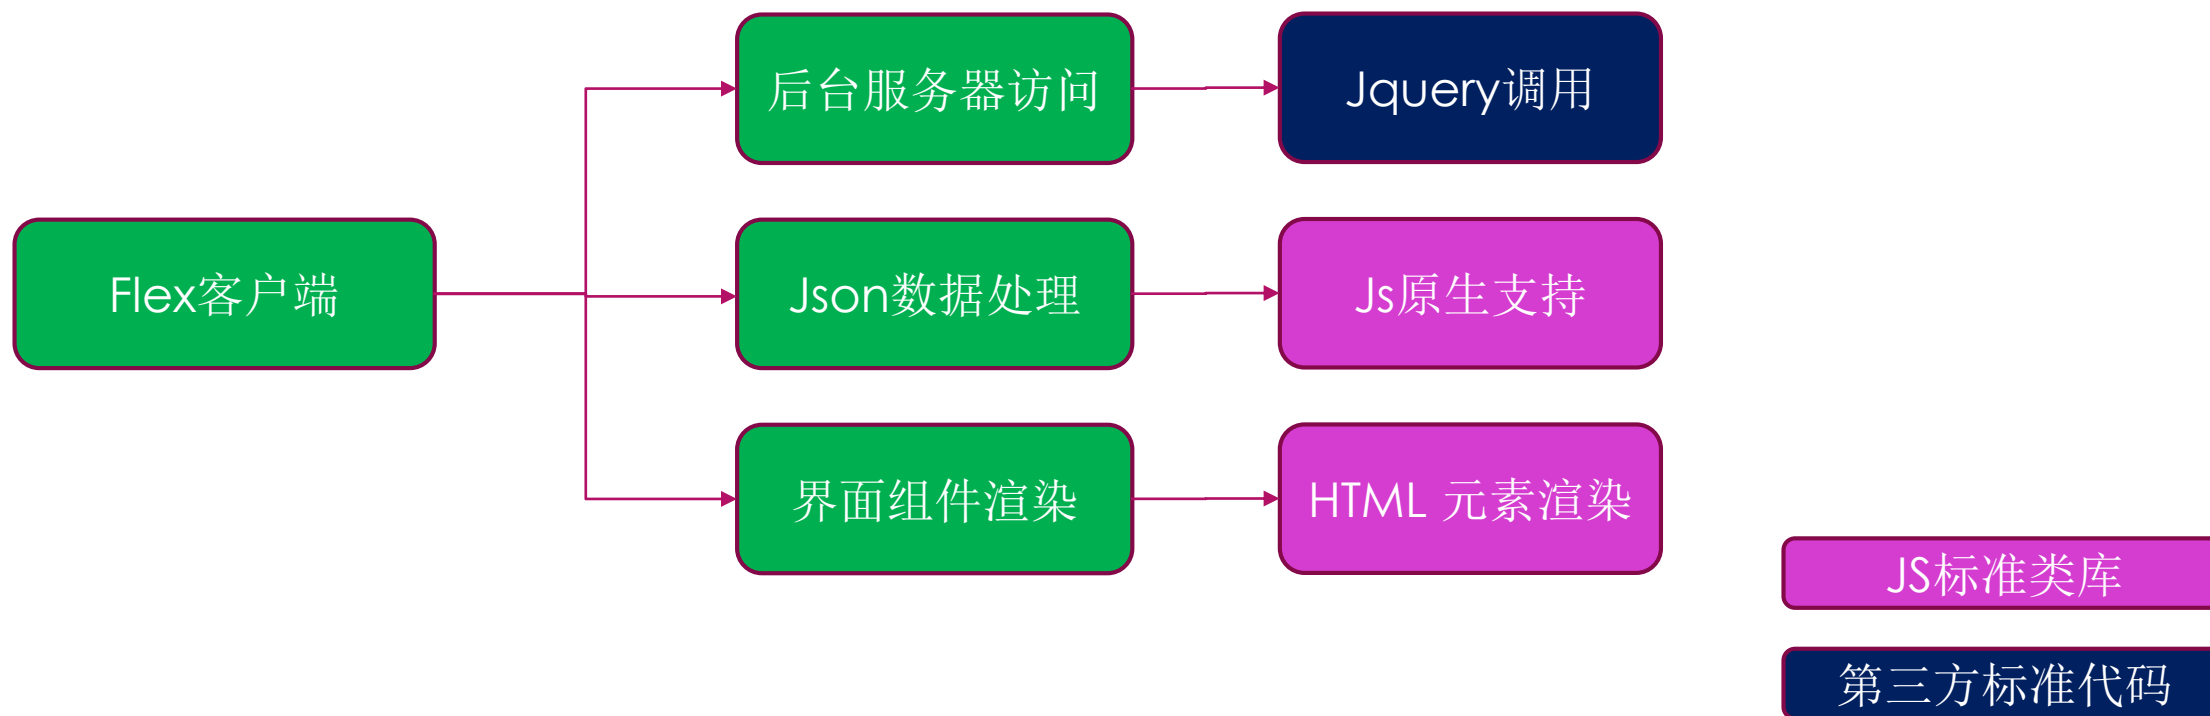 后台服务器访问
Jquery调用
Flex客户端
Json数据处理
Js原生支持
界面组件渲染
HTML 元素渲染
JS标准类库
第三方标准代码